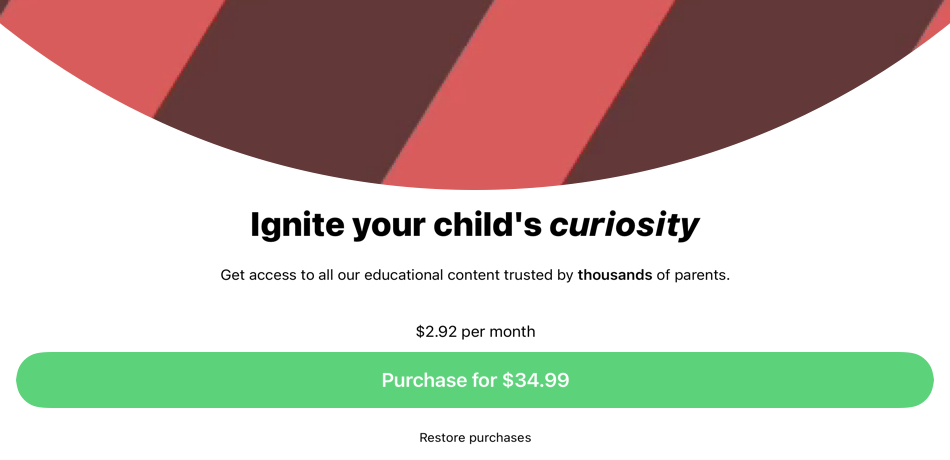 Ignite your child's curiosity
Get access to all our educational content trusted by thousands of parents.
$2.92 per month
Purchase for $34.99
Restore purchases